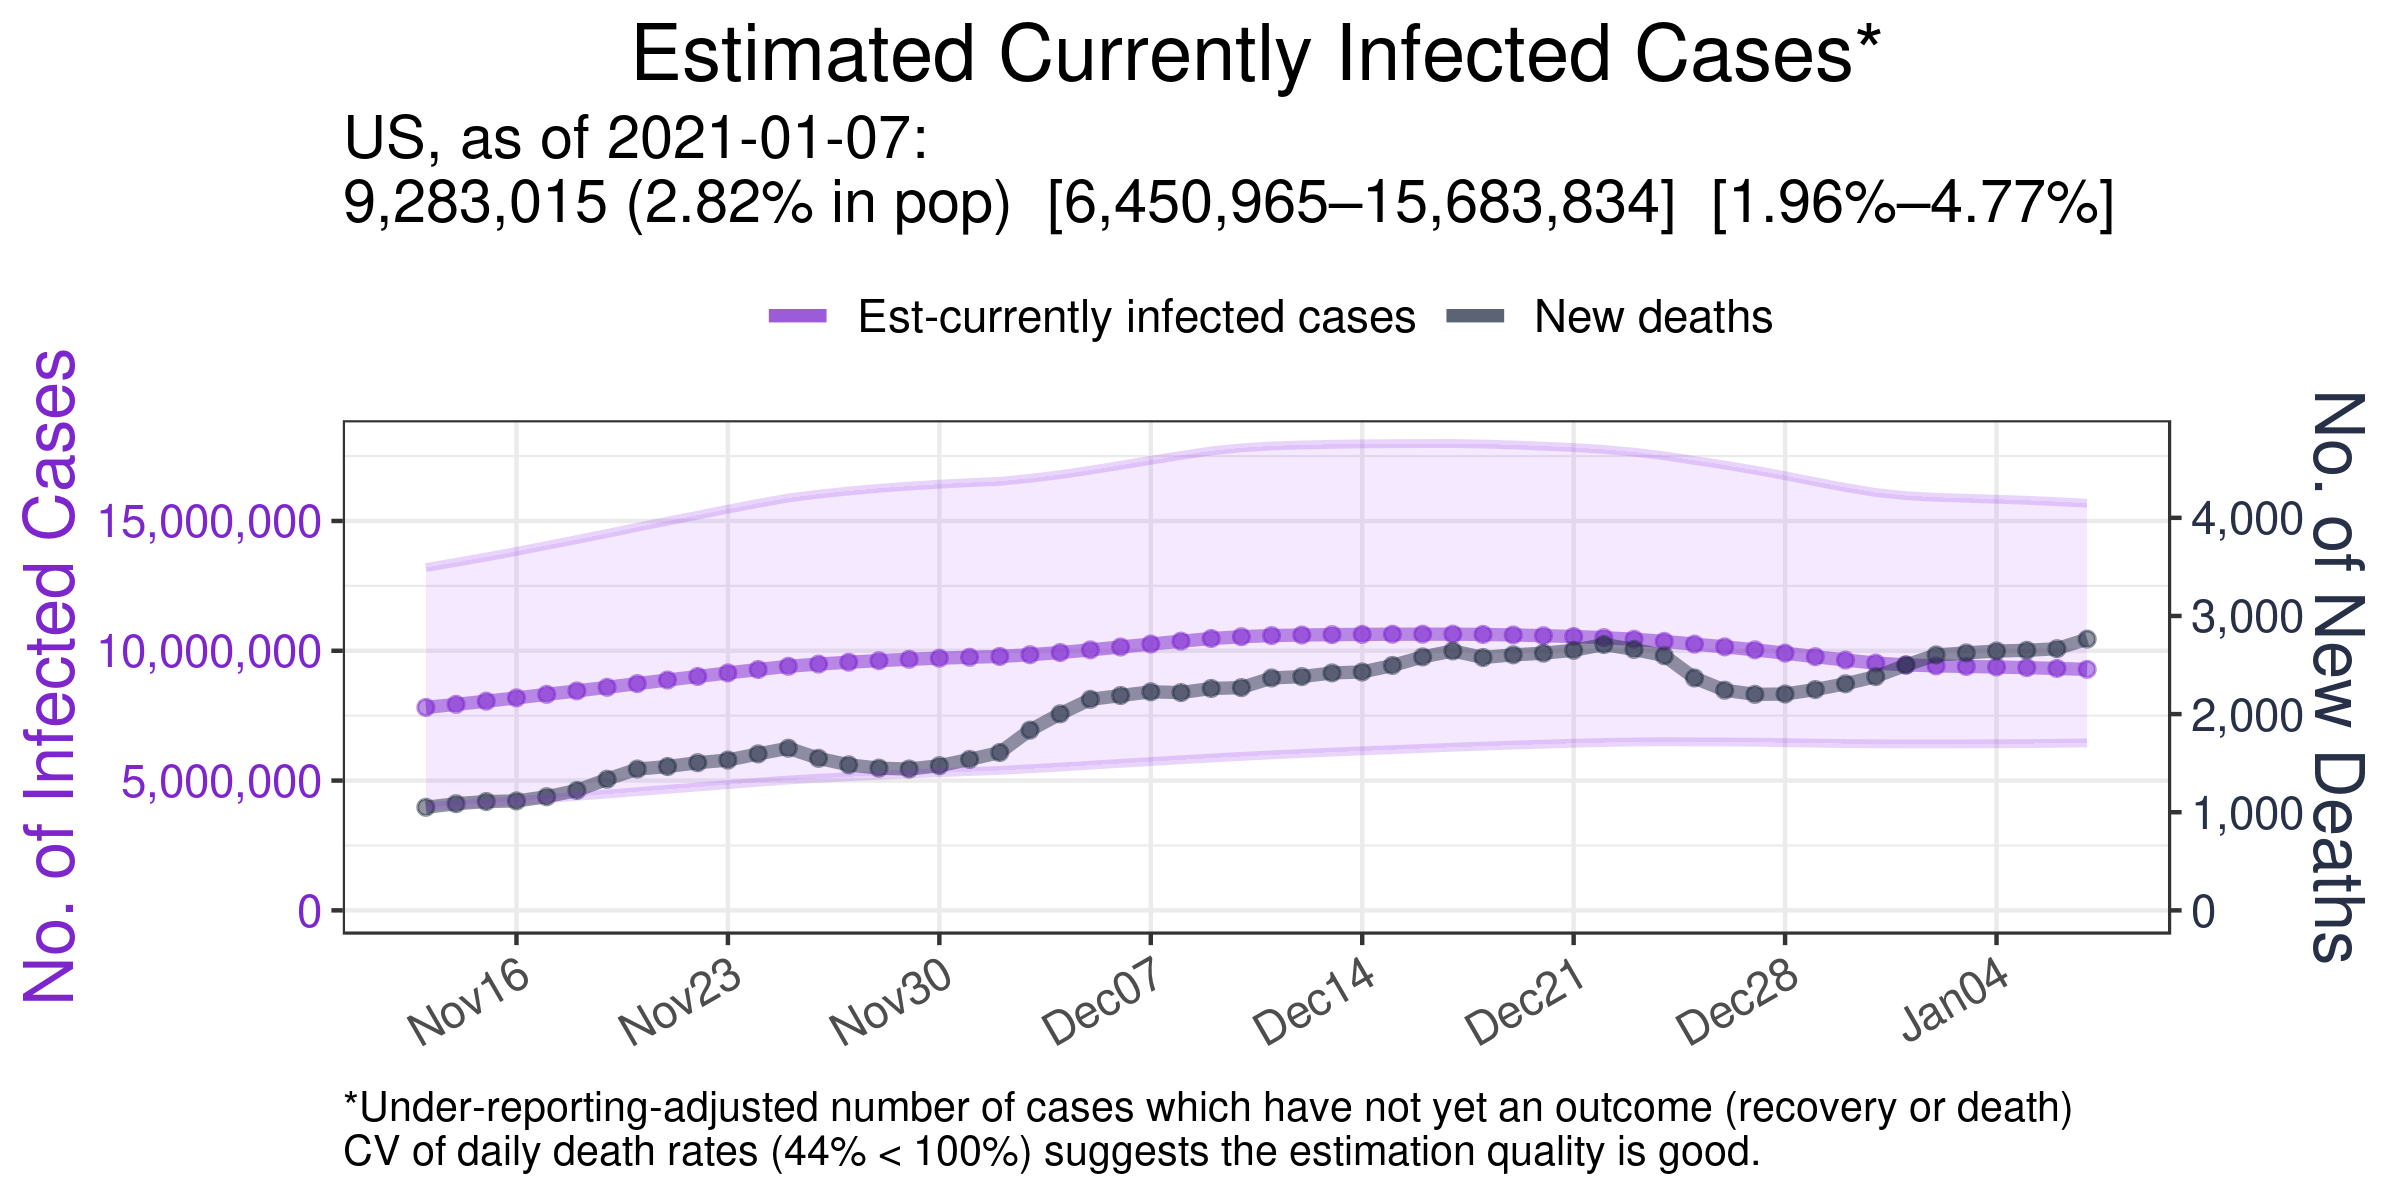 Estimated Currently Infected Cases*
US, as of 2021-01-07:
9,283,015 (2.82% in pop)  [6,450,965–15,683,834]  [1.96%–4.77%]
Est-currently infected cases
New deaths
No. of Infected Cases
15,000,000
10,000,000
5,000,000
0
4,000
3,000
2,000
1,000
0
No. of New Deaths
Nov16
Nov23
Nov30
Dec07
Dec14
Dec21
Dec28
Jan04
*Under-reporting-adjusted number of cases which have not yet an outcome (recovery or death)
CV of daily death rates (44% < 100%) suggests the estimation quality is good.